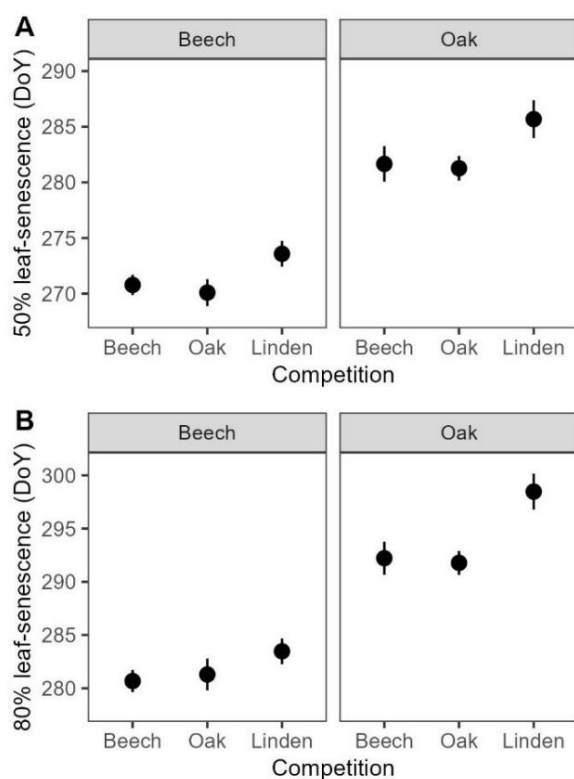 A
Beech Oak
50% leaf-senescence (DoY)
290
285
280
275
270
Beech Oak Linden Beech Oak Linden
Competition
B
Beech Oak
80% leaf-senescence (DoY)
300
295
290
285
280
Beech Oak Linden Beech Oak Linden
Competition